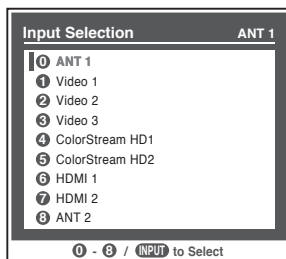 Input Selection ANT 1
0 ANT 1
1 Video 1
2 Video 2
3 Video 3
4 ColorStream HD1
5 ColorStream HD2
6 HDMI 1
7 HDMI 2
8 ANT 2
0 - 8 / INPUT to Select